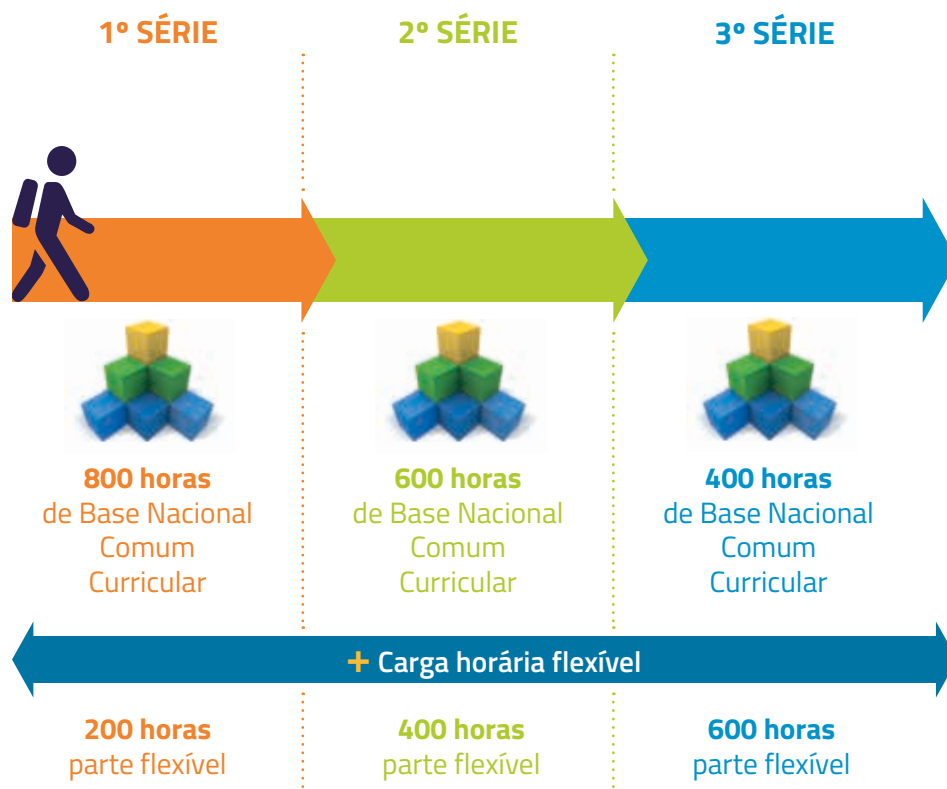 1º SÉRIE
2º SÉRIE
3º SÉRIE
800 horas
de Base Nacional
Comum
Curricular
600 horas
de Base Nacional
Comum
Curricular
400 horas
de Base Nacional
Comum
Curricular
+ Carga horária flexível
200 horas
parte flexível
400 horas
parte flexível
600 horas
parte flexível